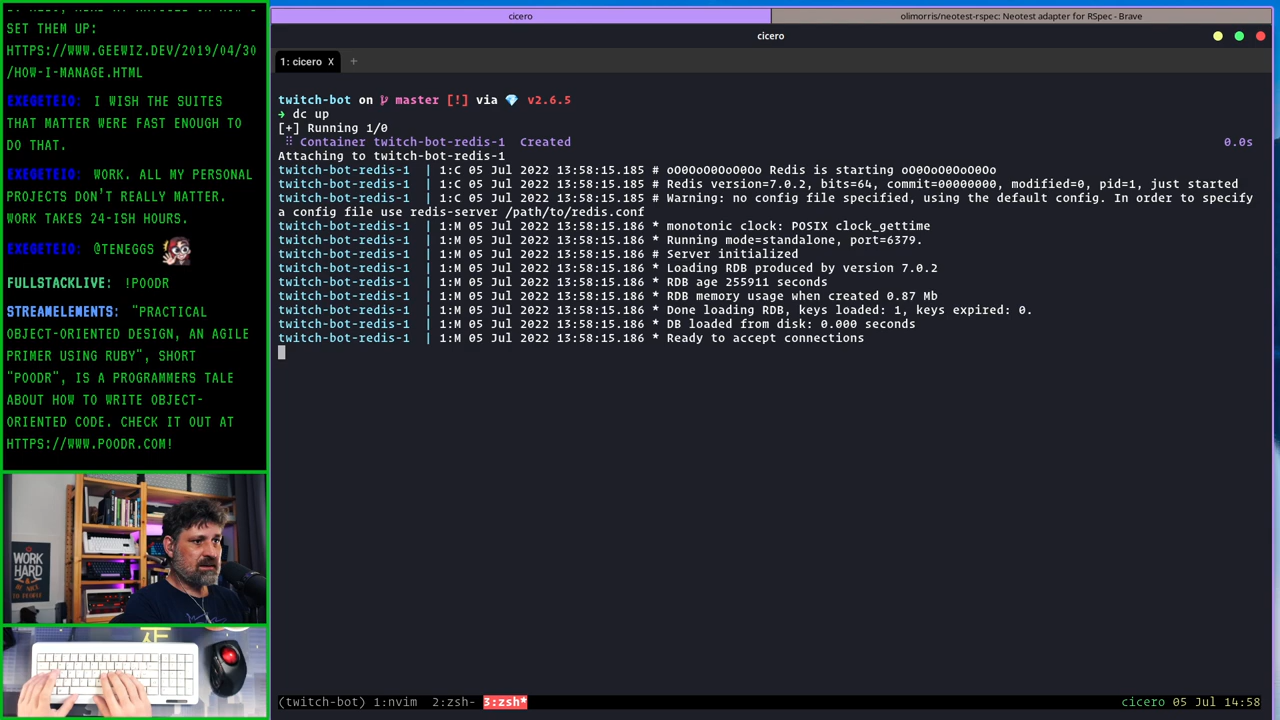 SET THEM UP:
HTTPS://WWW.GEEWIZ.DEV/2019/04/30
/HOW-I-MANAGE.HTML
EXEGETEIO: I WISH THE SUITES
THAT MATTER WERE FAST ENOUGH TO
DO THAT.
EXEGETEIO: WORK. ALL MY PERSONAL
PROJECTS DON'T REALLY MATTER.
WORK TAKES 24-ISH HOURS.
EXEGETEIO: @TENEGGS
FULLSTACKLIVE: !POODR
STREAMELEMENTS: "PRACTICAL
OBJECT-ORIENTED DESIGN, AN AGILE
PRIMER USING RUBY", SHORT
"POODR", IS A PROGRAMMERS TALE
ABOUT HOW TO WRITE OBJECT-
ORIENTED CODE. CHECK IT OUT AT
HTTPS://WWW.POODR.COM!
WORK
HARD
cicero
olimorris/neotest-rspec: Neotest adapter for RSpec - Brave
cicero
1: cicero X +
twitch-bot on master [!] via 💎 v2.6.5
➜ dc up
[+] Running 1/0
⠿ Container twitch-bot-redis-1 Created 0.0s
Attaching to twitch-bot-redis-1
twitch-bot-redis-1 | 1:C 05 Jul 2022 13:58:15.185 # oO0OoO0OoO0Oo Redis is starting oO0OoO0OoO0Oo
twitch-bot-redis-1 | 1:C 05 Jul 2022 13:58:15.185 # Redis version=7.0.2, bits=64, commit=00000000, modified=0, pid=1, just started
twitch-bot-redis-1 | 1:C 05 Jul 2022 13:58:15.185 # Warning: no config file specified, using the default config. In order to specify
a config file use redis-server /path/to/redis.conf
twitch-bot-redis-1 | 1:M 05 Jul 2022 13:58:15.186 * monotonic clock: POSIX clock_gettime
twitch-bot-redis-1 | 1:M 05 Jul 2022 13:58:15.186 * Running mode=standalone, port=6379.
twitch-bot-redis-1 | 1:M 05 Jul 2022 13:58:15.186 # Server initialized
twitch-bot-redis-1 | 1:M 05 Jul 2022 13:58:15.186 * Loading RDB produced by version 7.0.2
twitch-bot-redis-1 | 1:M 05 Jul 2022 13:58:15.186 * RDB age 255911 seconds
twitch-bot-redis-1 | 1:M 05 Jul 2022 13:58:15.186 * RDB memory usage when created 0.87 Mb
twitch-bot-redis-1 | 1:M 05 Jul 2022 13:58:15.186 * Done loading RDB, keys loaded: 1, keys expired: 0.
twitch-bot-redis-1 | 1:M 05 Jul 2022 13:58:15.186 * DB loaded from disk: 0.000 seconds
twitch-bot-redis-1 | 1:M 05 Jul 2022 13:58:15.186 * Ready to accept connections
(twitch-bot) 1:nvim 2:zsh- 3:zsh* cicero 05 Jul 14:58